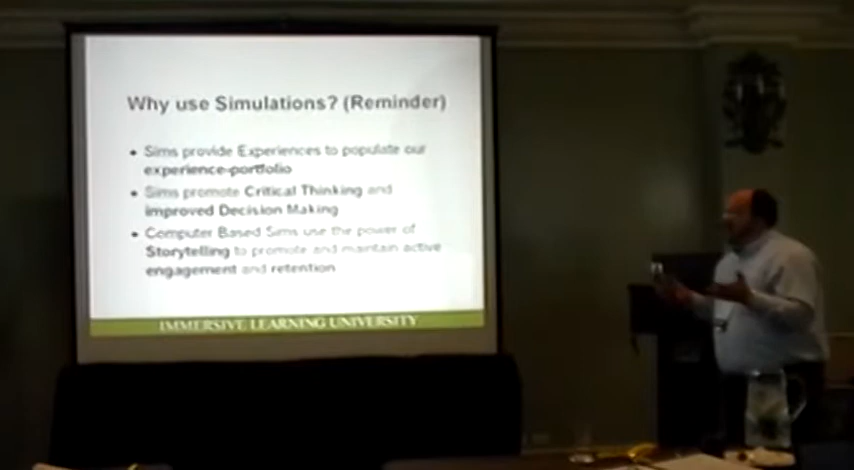 Why use Simulations? (Reminder)
• Sims provide Experiences to populate our
experience-portfolio
• Sims promote Critical Thinking and
improved Decision Making
• Computer Based Sims use the power of
Storytelling to promote and maintain active
engagement and retention
IMMERSIVE LEARNING UNIVERSITY